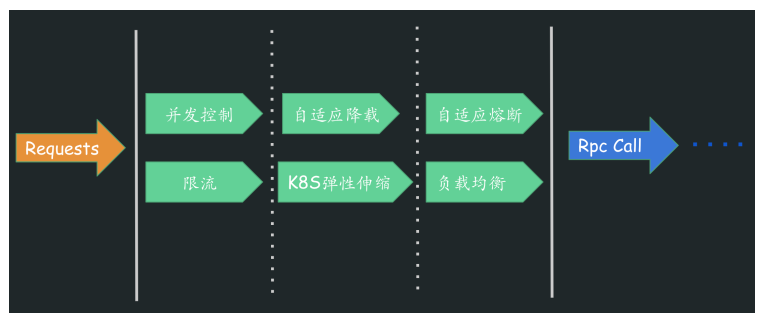 Requests
并发控制
自适应降载
自适应熔断
限流
K8S弹性伸缩
负载均衡
Rpc Call